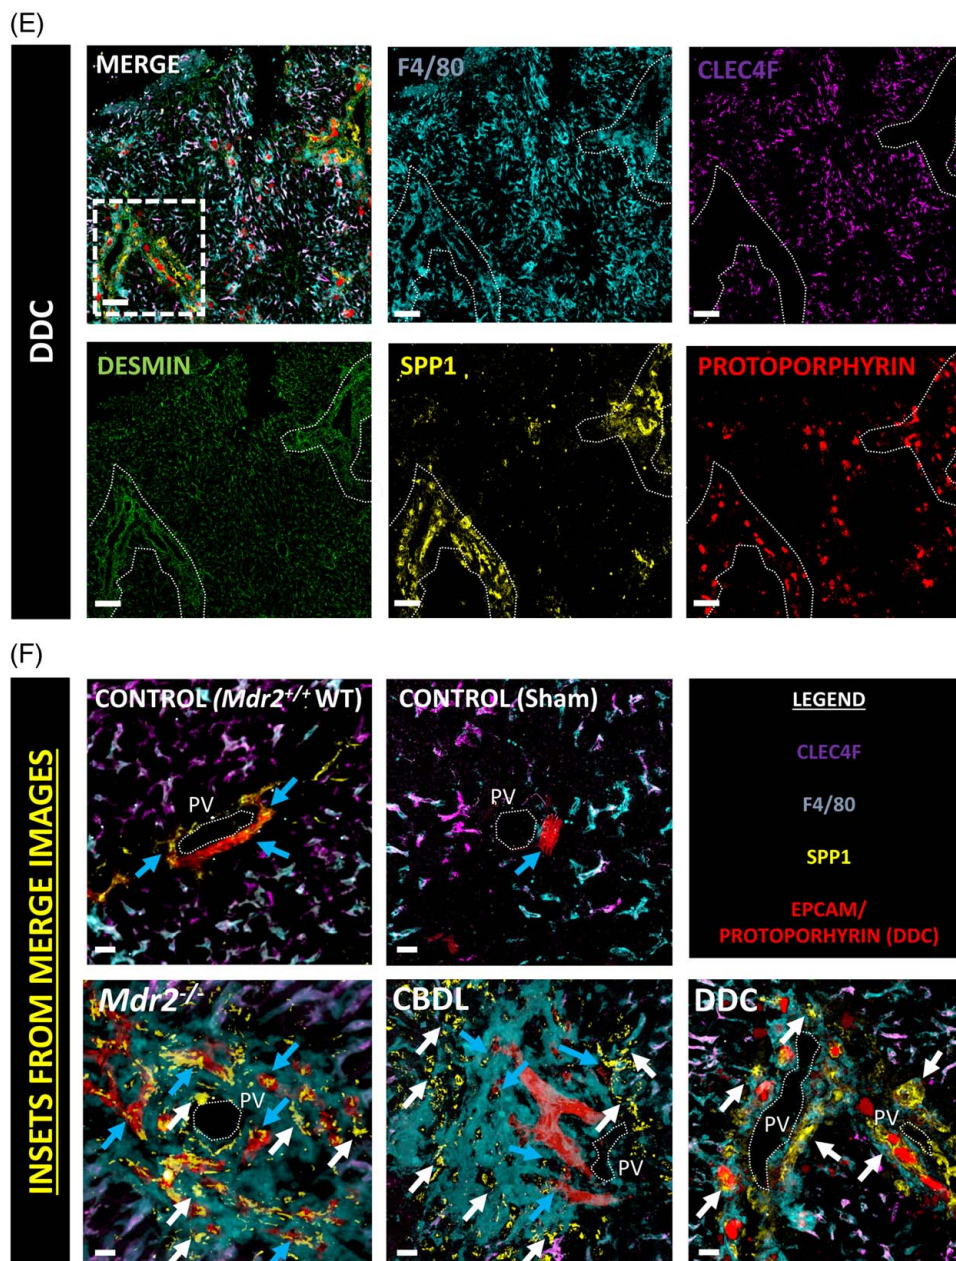 (E)
DDC
MERGE
F4/80
CLEC4F
DESMIN
SPP1
PROTOPORPHYRIN
(F)
INSETS FROM MERGE IMAGES
CONTROL (Mdr2+/+ WT)
PV
CONTROL (Sham)
PV
LEGEND
CLEC4F
F4/80
SPP1
EPCAM/
PROTOPORHYRIN (DDC)
Mdr2-/-
PV
CBDL
PV
DDC
PV
PV